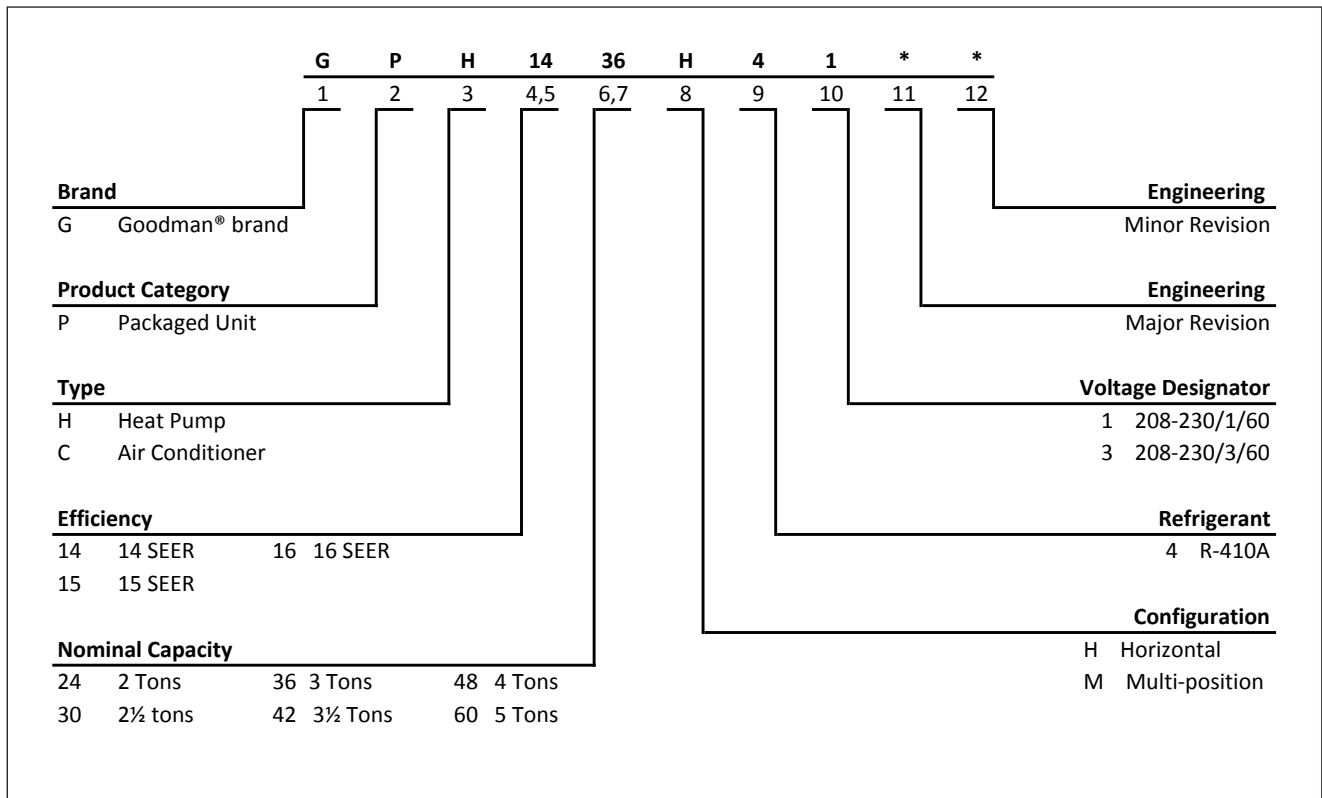 G P H 14 36 H 4 1 * *
1 2 3 4,5 6,7 8 9 10 11 12
Brand
G Goodman® brand
Product Category
P Packaged Unit
Type
H Heat Pump
C Air Conditioner
Efficiency
14 14 SEER 16 16 SEER
15 15 SEER
Nominal Capacity
24 2 Tons 36 3 Tons 48 4 Tons
30 2½ tons 42 3½ Tons 60 5 Tons
Engineering
Minor Revision
Engineering
Major Revision
Voltage Designator
1 208-230/1/60
3 208-230/3/60
Refrigerant
4 R-410A
Configuration
H Horizontal
M Multi-position